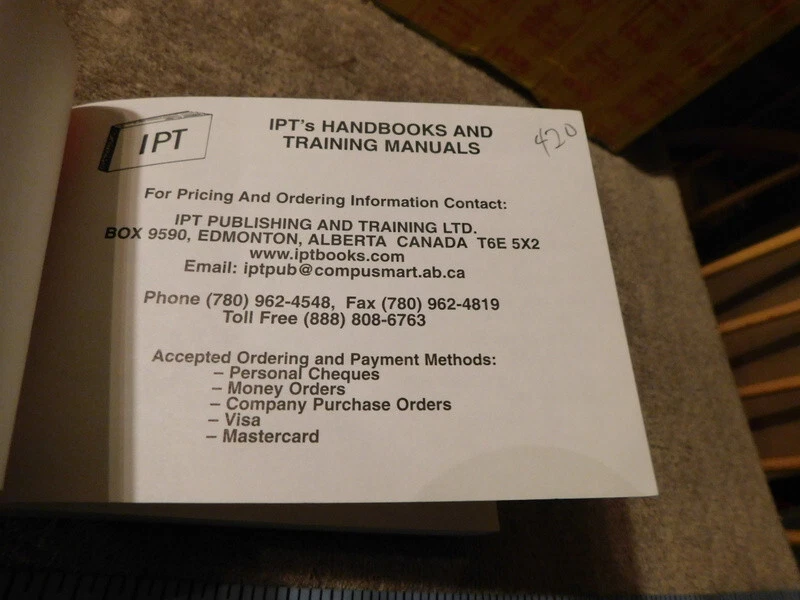 IPT
IPT's HANDBOOKS AND
TRAINING MANUALS
420
For Pricing And Ordering Information Contact:
IPT PUBLISHING AND TRAINING LTD.
BOX 9590, EDMONTON, ALBERTA CANADA T6E 5X2
www.iptbooks.com
Email: iptpub@compusmart.ab.ca
Phone (780) 962-4548, Fax (780) 962-4819
Toll Free (888) 808-6763
Accepted Ordering and Payment Methods:
– Personal Cheques
– Money Orders
– Company Purchase Orders
– Visa
– Mastercard